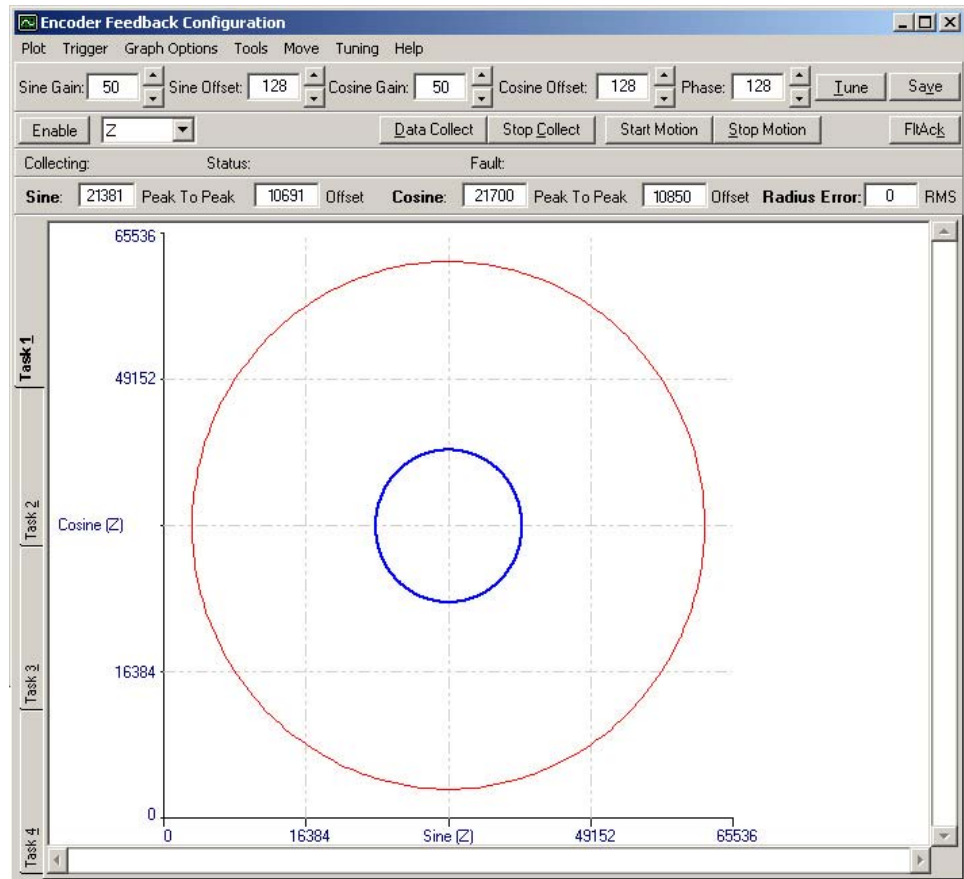 Encoder Feedback Configuration
Plot Trigger Graph Options Tools Move Tuning Help
Sine Gain: 50 Sine Offset: 128 Cosine Gain: 50 Cosine Offset: 128 Phase: 128 Tune Save
Enable Z Data Collect Stop Collect Start Motion Stop Motion FltAck
Collecting: Status: Fault:
Sine: 21381 Peak To Peak 10691 Offset Cosine: 21700 Peak To Peak 10850 Offset Radius Error: 0 RMS
65536
Task 1
49152
Task 2
Cosine (Z)
Task 3
16384
Task 4
0
0 16384 Sine (Z) 49152 65536